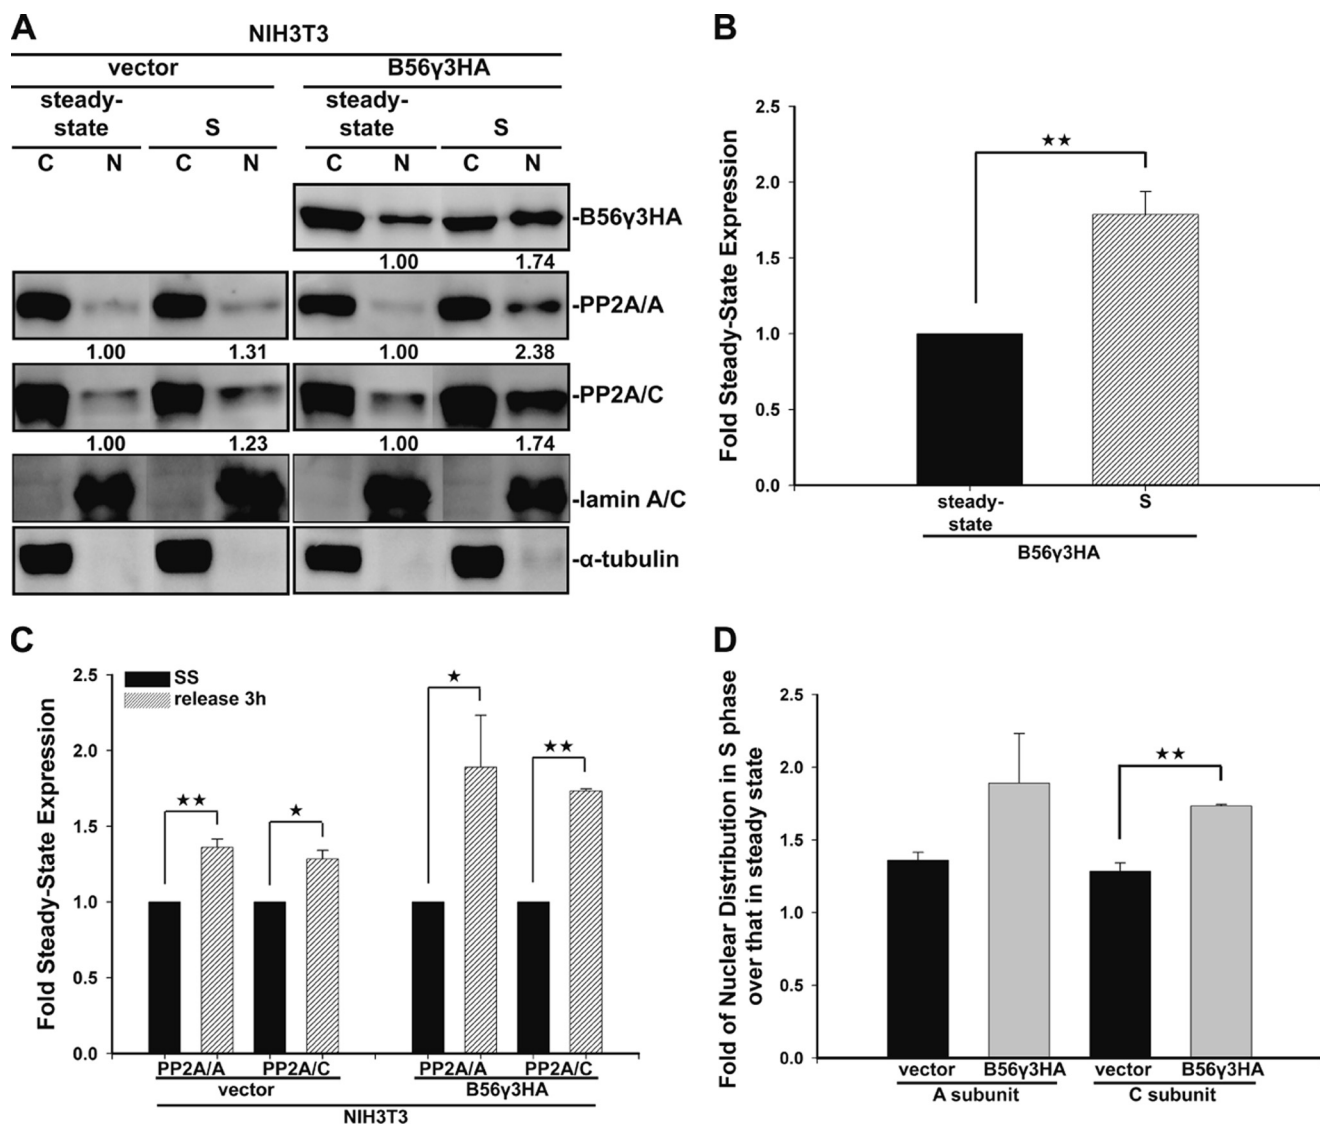 A
NIH3T3
vector B56γ3HA
steady-state S steady-state S
C N C N C N C N
-B56γ3HA
1.00 1.74
-PP2A/A
1.00 1.31 1.00 2.38
-PP2A/C
1.00 1.23 1.00 1.74
-lamin A/C
-α-tubulin
B
Fold Steady-State Expression
2.5
2.0
1.5
1.0
0.5
0.0
★★
steady-state S
B56γ3HA
C
Fold Steady-State Expression
2.5
2.0
1.5
1.0
0.5
0.0
SS
release 3h
★★ ★ ★ ★★
PP2A/A PP2A/C PP2A/A PP2A/C
vector B56γ3HA
NIH3T3
D
Fold of Nuclear Distribution in S phase
over that in steady state
2.5
2.0
1.5
1.0
0.5
0.0
★★
vector B56γ3HA vector B56γ3HA
A subunit C subunit